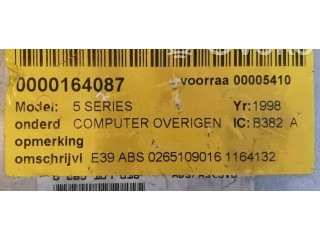 0000164087 voorraa 00005410
Model: 5 SERIES Yr: 1998
onderd COMPUTER OVERIGEN IC: B382 A
opmerking
omschrijvi E39 ABS 0265109016 1164132